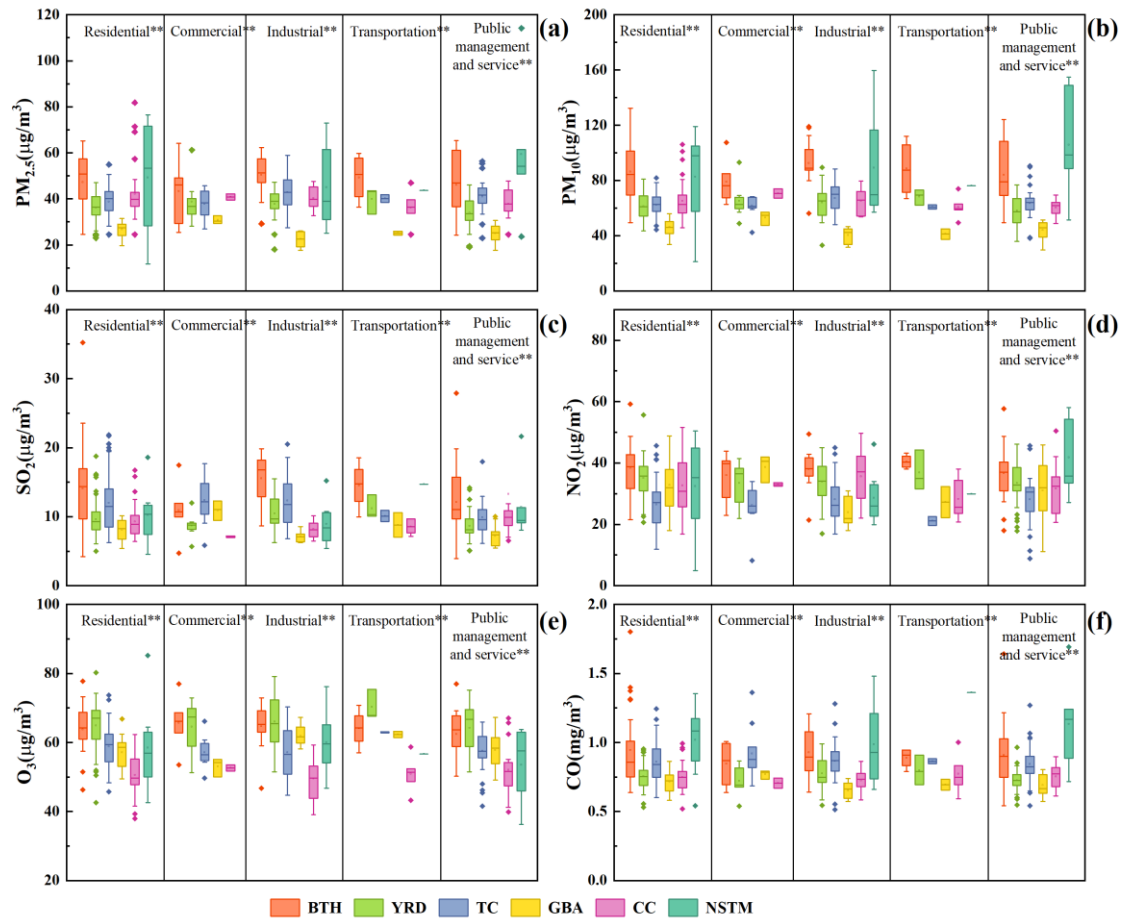 Residential**
Commercial**
Industrial**
Transportation**
Public
management
and service**
(a)
PM2.5(μg/m3)
120
100
80
60
40
20
0
Residential**
Commercial**
Industrial**
Transportation**
Public
management
and service**
(b)
PM10(μg/m3)
200
160
120
80
40
0
Residential**
Commercial**
Industrial**
Transportation**
Public
management
and service**
(c)
SO2(μg/m3)
40
30
20
10
0
Residential**
Commercial**
Industrial**
Transportation**
Public
management
and service**
(d)
NO2(μg/m3)
80
60
40
20
0
Residential**
Commercial**
Industrial**
Transportation**
Public
management
and service**
(e)
O3(μg/m3)
100
90
80
70
60
50
40
30
Residential**
Commercial**
Industrial**
Transportation**
Public
management
and service**
(f)
CO(mg/m3)
2.0
1.5
1.0
0.5
0.0
BTH YRD TC GBA CC NSTM